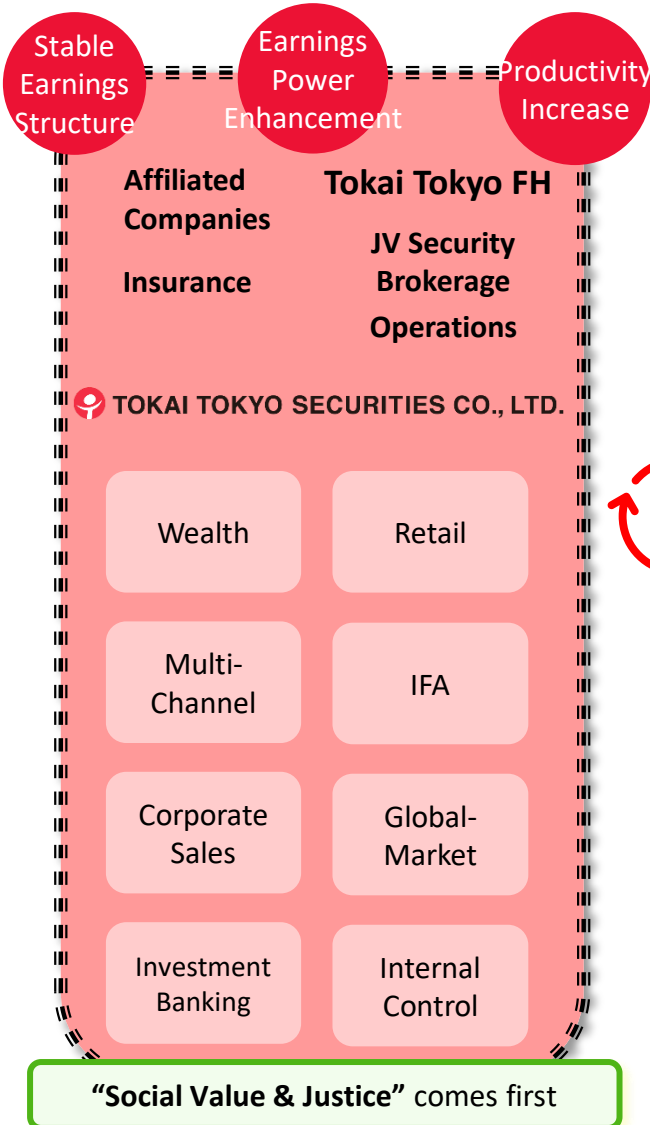 Stable
Earnings
Structure
Earnings
Power
Enhancement
Productivity
Increase
Affiliated
Companies
Tokai Tokyo FH
JV Security
Brokerage
Operations
Insurance
TOKAI TOKYO SECURITIES CO., LTD.
Wealth
Retail
Multi-
Channel
IFA
Corporate
Sales
Global-
Market
Investment
Banking
Internal
Control
“Social Value & Justice” comes first